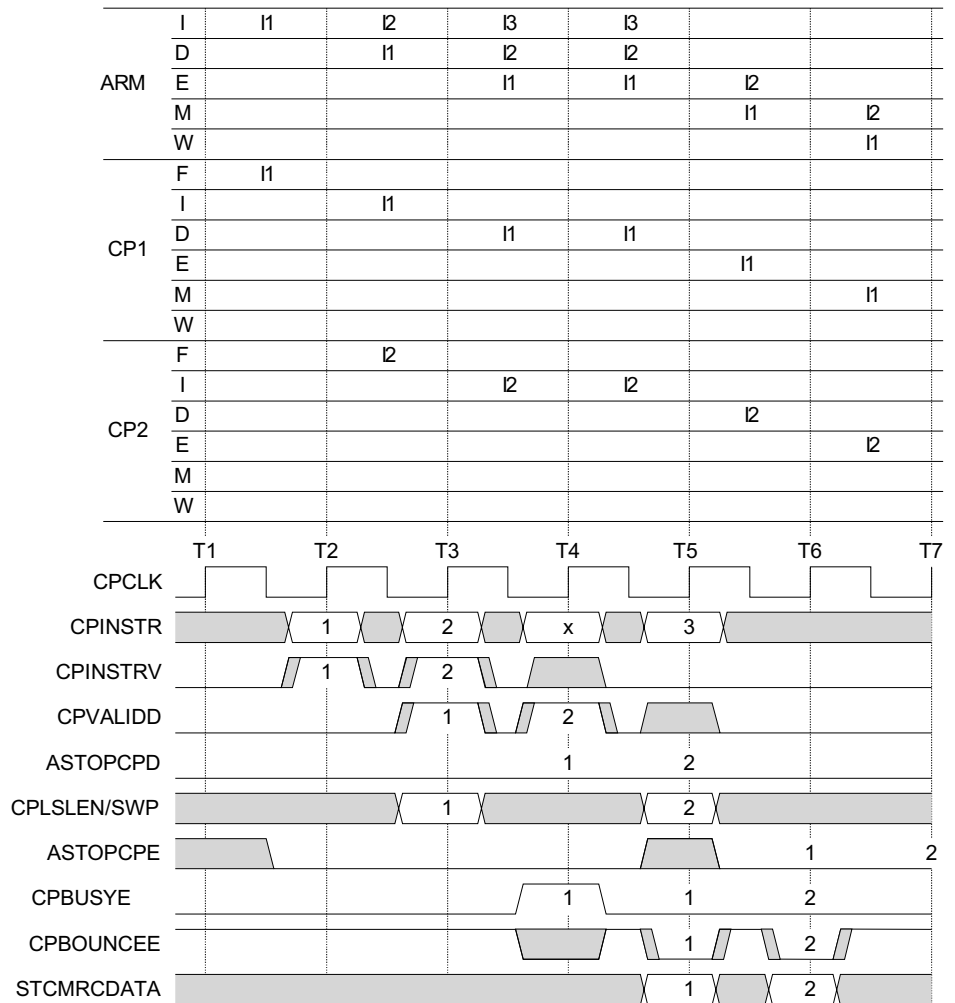 I I1 I2 I3 I3
D I1 I2 I2
ARM E I1 I1 I2
M I1 I2
W I1
F I1
I I1
D I1 I1
CP1
E I1
M I1
W
F I2
I I2 I2
D I2
CP2
E I2
M
W
T1 T2 T3 T4 T5 T6 T7
CPCLK
CPINSTR 1 2 x 3
CPINSTRV 1 2
CPVALIDD 1 2
ASTOPCPD 1 2
CPLSLEN/SWP 1 2
ASTOPCPE 1 2
CPBUSYE 1 1 2
CPBOUNCEE 1 2
STCMRCDATA 1 2